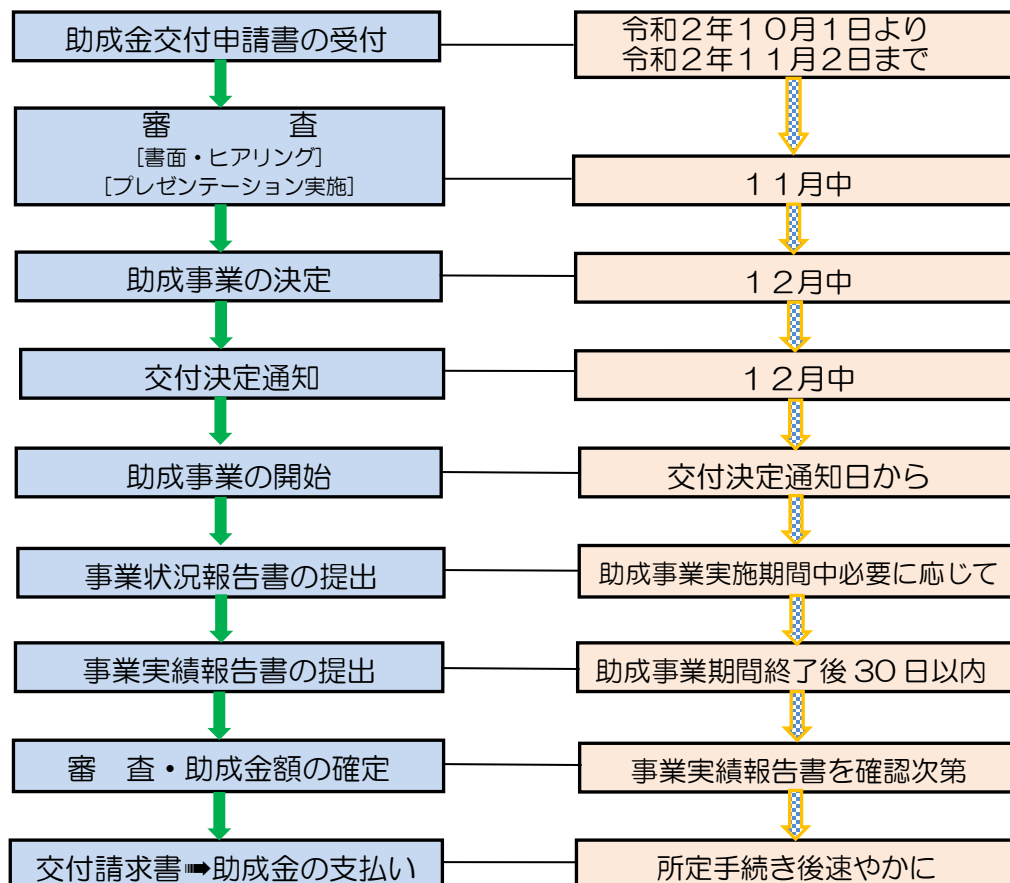 助成金交付申請書の受付
令和２年１０月１日より
令和２年１１月２日まで
審　査
[書面・ヒアリング]
[プレゼンテーション実施]
１１月中
助成事業の決定
１２月中
交付決定通知
１２月中
助成事業の開始
交付決定通知日から
事業状況報告書の提出
助成事業実施期間中必要に応じて
事業実績報告書の提出
助成事業期間終了後 30 日以内
審　査・助成金額の確定
事業実績報告書を確認次第
交付請求書➠助成金の支払い
所定手続き後速やかに